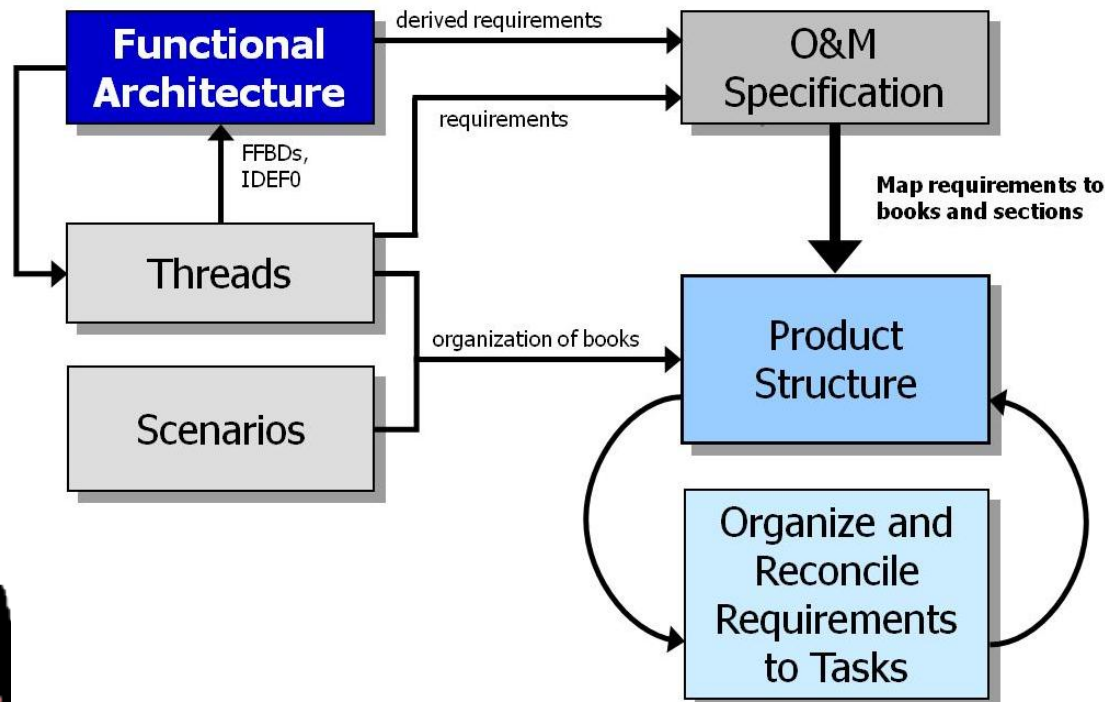 Functional
Architecture
derived requirements
O&M
Specification
requirements
FFBDs,
IDEF0
Map requirements to
books and sections
Threads
organization of books
Product
Structure
Scenarios
Organize and
Reconcile
Requirements
to Tasks